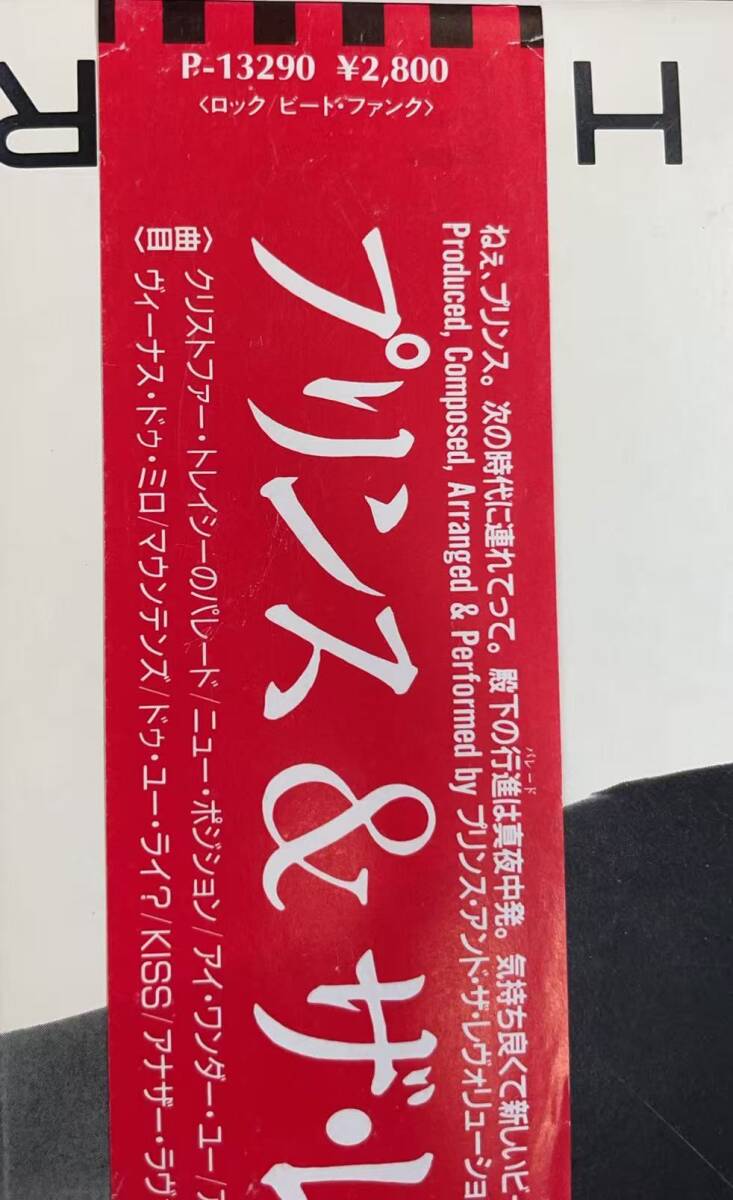 P-13290 ¥2,800
〈ロック/ビート・ファンク〉
R
H
ねぇ、プリンス。次の時代に連れてって。殿下の行進は真夜中発。気持ち良くて新しいビ
パレード
Produced, Composed, Arranged & Performed by プリンス・アンド・ザ・レヴォリューショ
プリンス & ザ・レ
〈曲目〉
クリストファー・トレイシーのパレード/ニュー・ポジション/アイ・ワンダー・ユー/ア
ヴィーナス・ドゥ・ミロ/マウンテンズ/ドゥ・ユー・ライ?/KISS/アナザー・ラヴ